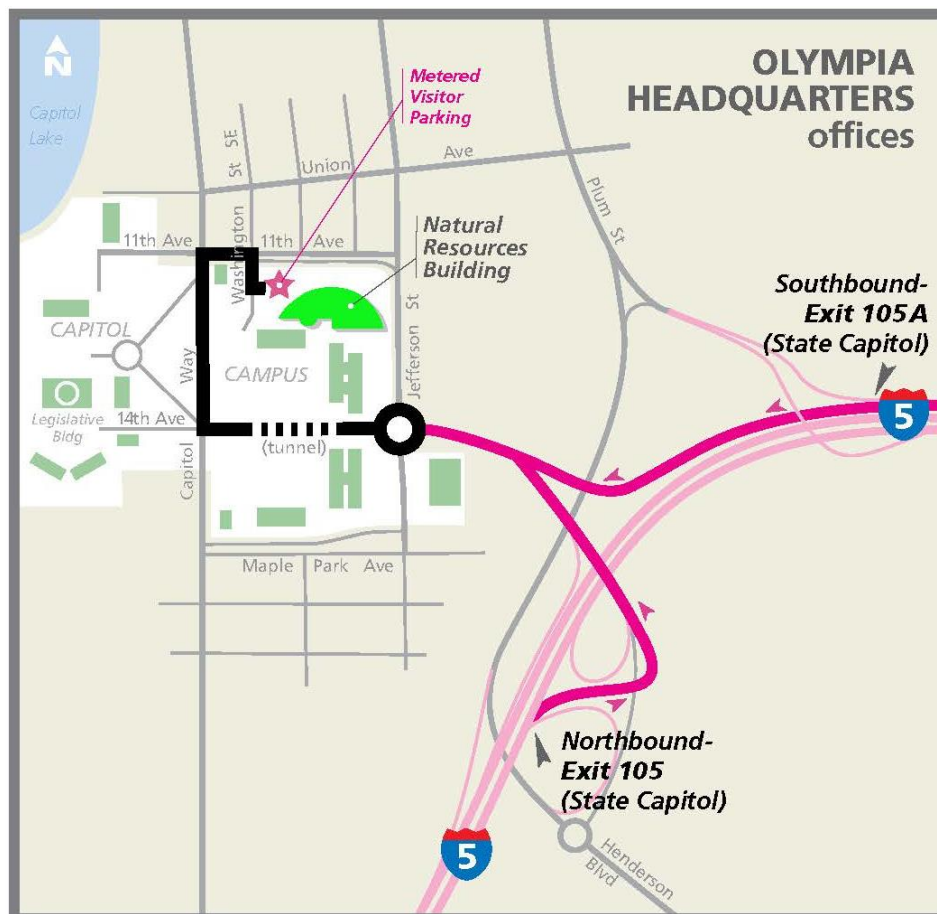 OLYMPIA
HEADQUARTERS
offices
N
Capitol
Lake
Metered
Visitor
Parking
St SE
Union
Ave
Plum St
Natural
Resources
Building
11th Ave
Washington
11th
Ave
Southbound-
Exit 105A
(State Capitol)
CAPITOL
Way
CAMPUS
Jefferson St
5
Legislative
Bldg
14th Ave
(tunnel)
Capitol
Maple Park Ave
Northbound-
Exit 105
(State Capitol)
5
Henderson
Blvd